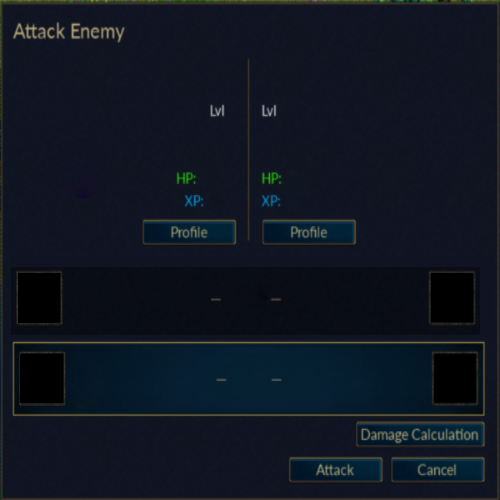 Attack Enemy
Lvl Lvl
HP: HP:
XP: XP:
Profile Profile
– –
– –
Damage Calculation
Attack Cancel